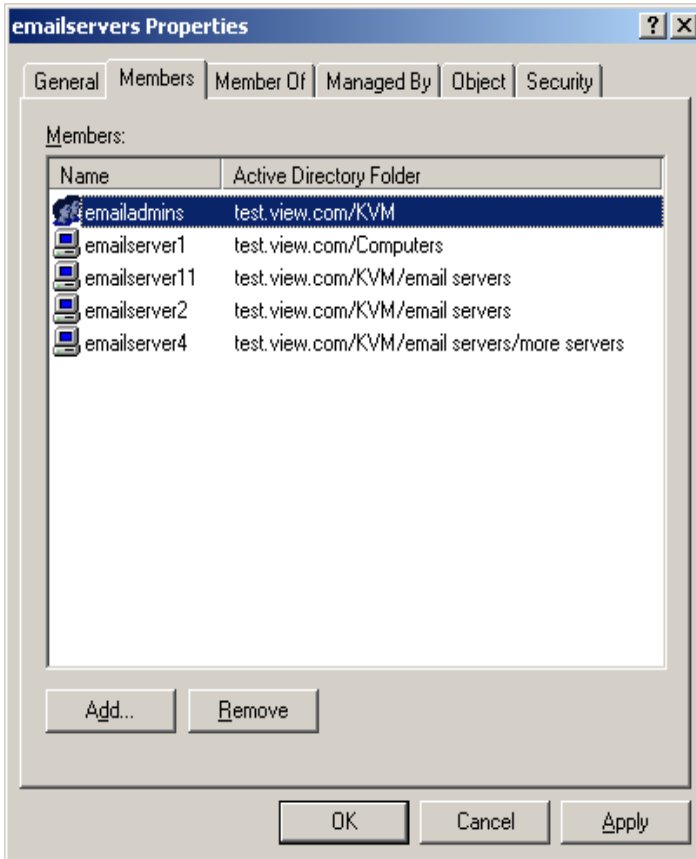 emailservers Properties ? X
General Members Member Of Managed By Object Security
Members:
Name Active Directory Folder
emailadmins test.view.com/KVM
emailserver1 test.view.com/Computers
emailserver11 test.view.com/KVM/email servers
emailserver2 test.view.com/KVM/email servers
emailserver4 test.view.com/KVM/email servers/more servers
Add... Remove
OK Cancel Apply